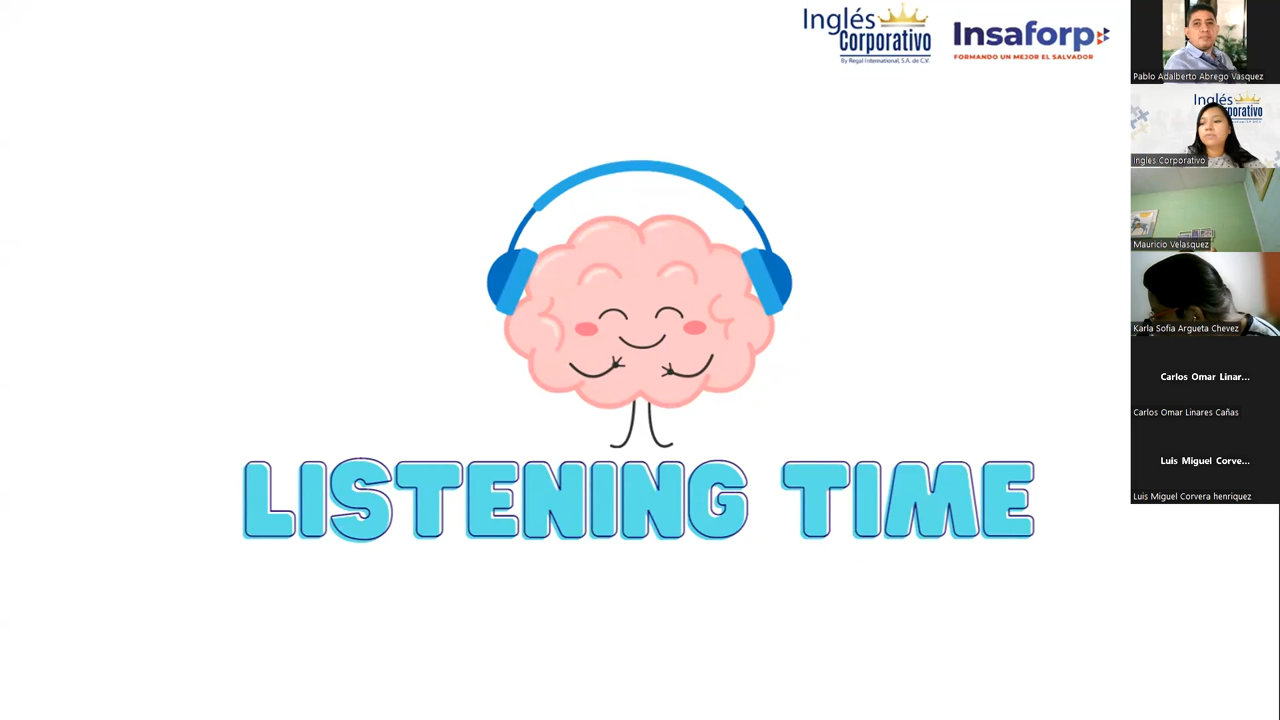 Inglés
Corporativo
By Regal International, S.A. de C.V.
Insaforp
FORMANDO UN MEJOR EL SALVADOR
LISTENING TIME
Pablo Adalberto Abrego Vasquez
Inglés
Corporativo
Ingles Corporativo
Mauricio Velasquez
Karla Sofia Argueta Chevez
Carlos Omar Linar...
Carlos Omar Linares Cañas
Luis Miguel Corve...
Luis Miguel Corvera henriquez